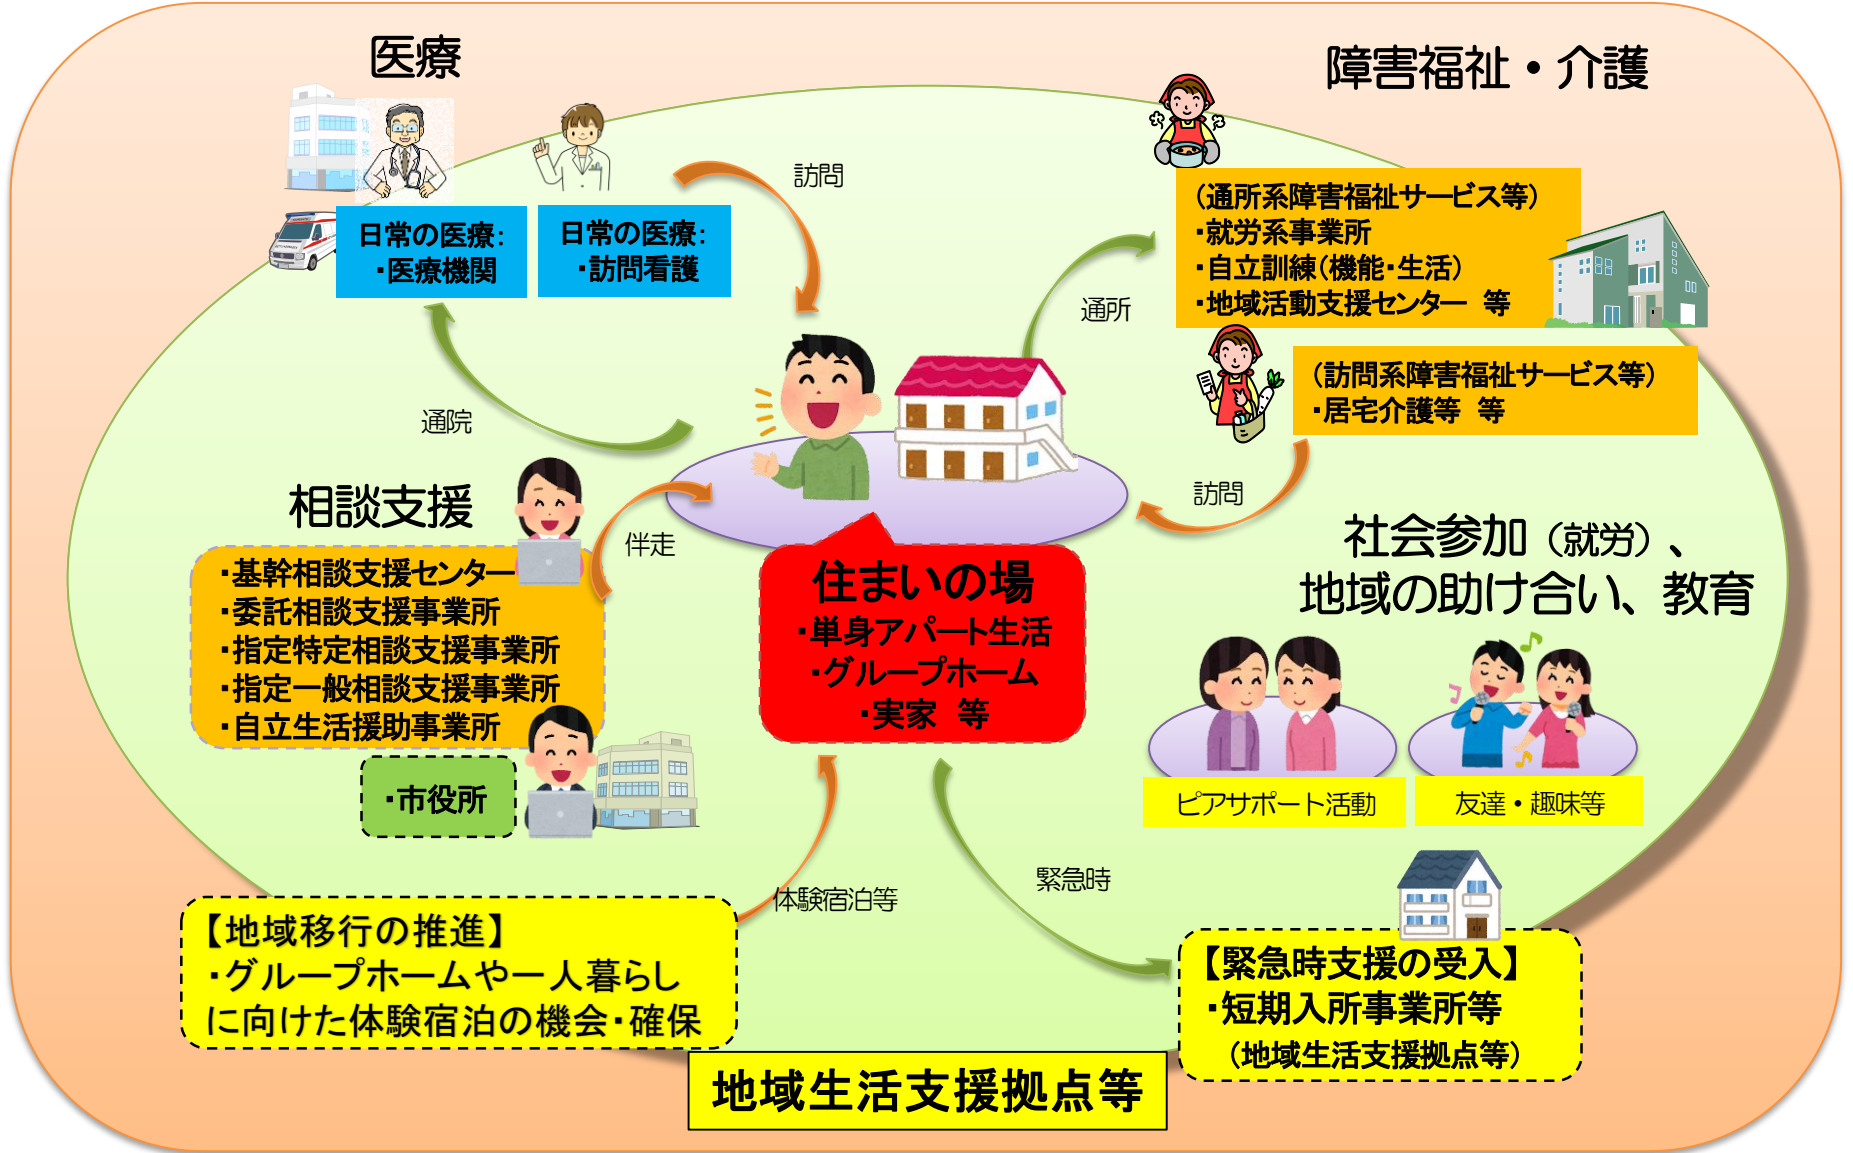 医療
障害福祉・介護
日常の医療:
・医療機関
日常の医療:
・訪問看護
訪問
(通所系障害福祉サービス等)
・就労系事業所
・自立訓練(機能・生活)
・地域活動支援センター 等
通所
(訪問系障害福祉サービス等)
・居宅介護等 等
通院
訪問
相談支援
伴走
・基幹相談支援センター
・委託相談支援事業所
・指定特定相談支援事業所
・指定一般相談支援事業所
・自立生活援助事業所
・市役所
住まいの場
・単身アパート生活
・グループホーム
・実家 等
社会参加(就労)、
地域の助け合い、教育
ピアサポート活動
友達・趣味等
体験宿泊等
緊急時
【地域移行の推進】
・グループホームや一人暮らし
に向けた体験宿泊の機会・確保
【緊急時支援の受入】
・短期入所事業所等
(地域生活支援拠点等)
地域生活支援拠点等